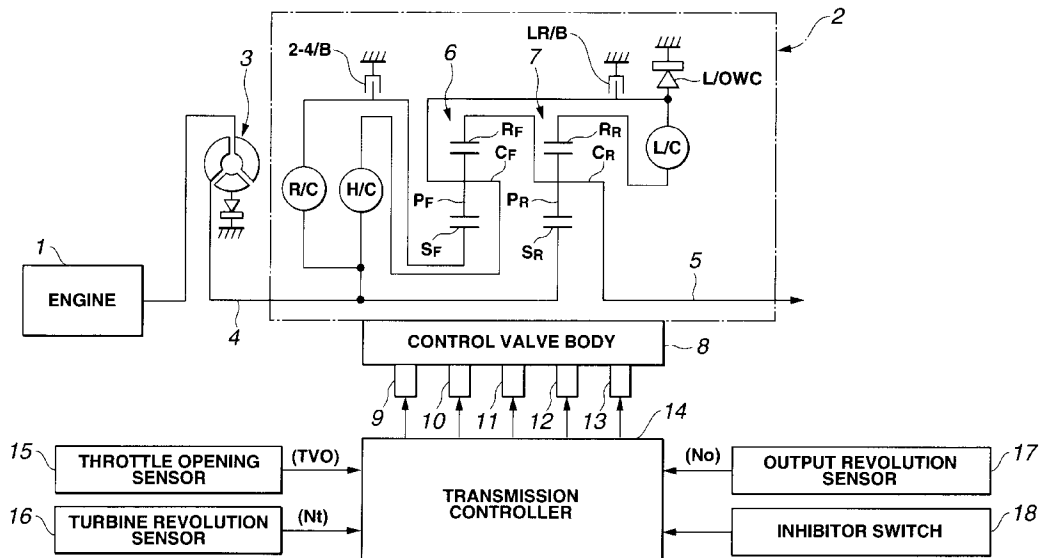 2
LR/B
2-4/B
3
6
7
L/OWC
RF
RR
L/C
CF
CR
R/C
H/C
PF
PR
SF
SR
1
ENGINE
4
5
CONTROL VALVE BODY
8
9
10
11
12
13
14
15
THROTTLE OPENING
SENSOR
(TVO)
(No)
OUTPUT REVOLUTION
SENSOR
17
TRANSMISSION
CONTROLLER
16
TURBINE REVOLUTION
SENSOR
(Nt)
INHIBITOR SWITCH
18